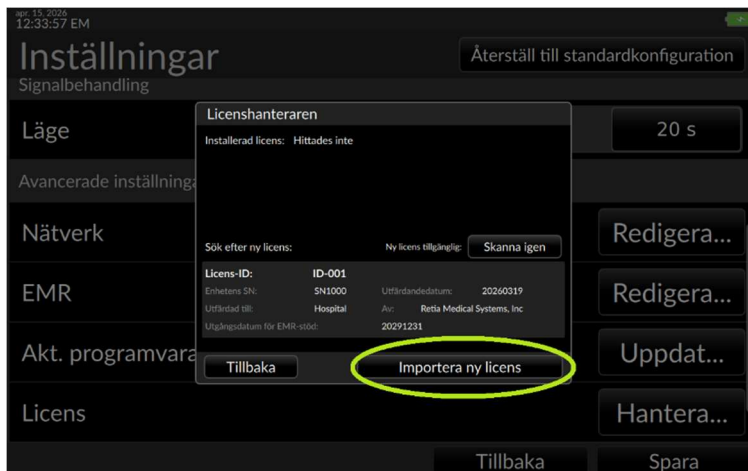 apr. 15, 2026
12:33:57 EM
Inställningar
Återställ till standardkonfiguration
Signalbehandling
Läge
20 s
Avancerade inställninga
Nätverk
Redigera...
EMR
Redigera...
Akt. programvara
Uppdat...
Licens
Hantera...
Tillbaka
Spara
Licenshanteraren
Installerad licens: Hittades inte
Sök efter ny licens: Ny licens tillgänglig: Skanna igen
Licens-ID: ID-001
Enhetens SN: SN1000 Utfärdandedatum: 20260319
Utfärdad till: Hospital Av: Retia Medical Systems, Inc
Utgångsdatum för EMR-stöd: 20291231
Tillbaka
Importera ny licens